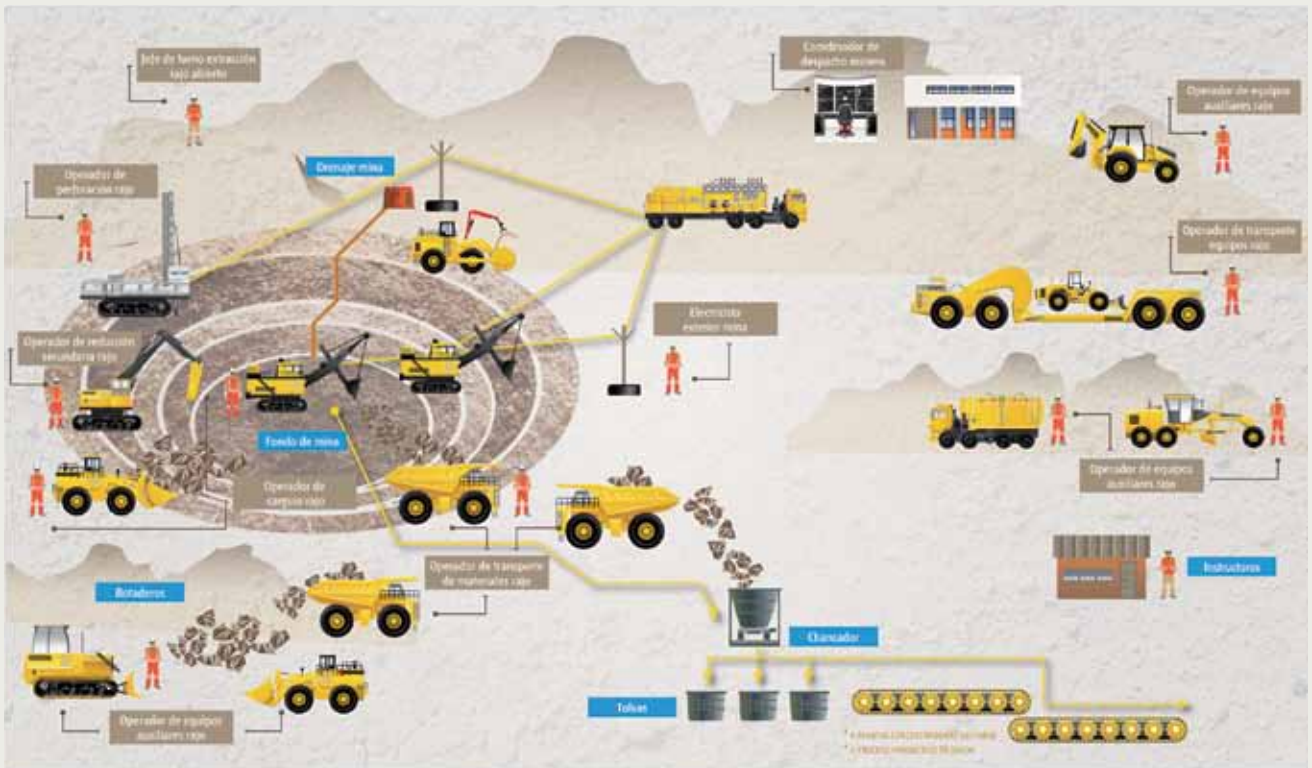 Jefe de turno extracción
rajo abierto
Coordinador de
despacho minero
Operador de equipos
auxiliares rajo
Drenaje mina
Operador de
perforación rajo
Operador de transporte
equipos rajo
Electricista
exterior mina
Operador de reducción
secundaria rajo
Fondo de mina
Operador de equipos
auxiliares rajo
Operador de
carguío rajo
Operador de transporte
de materiales rajo
Instructores
Botaderos
Chancador
Tolvas
Operador de equipos
auxiliares rajo